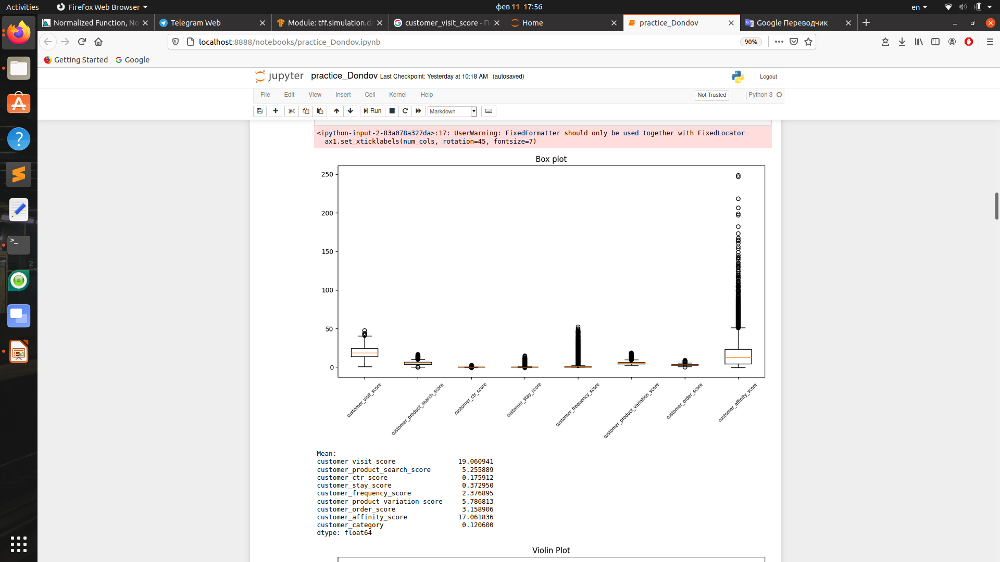 Activities
Firefox Web Browser
фев 11 17:56
en
Normalized Function, No
Telegram Web
Module: tff.simulation.da
customer_visit_score - П
Home
practice_Dondov
Google Переводчик
localhost:8888/notebooks/practice_Dondov.ipynb
90%
Getting Started
Google
jupyter
practice_Dondov Last Checkpoint: Yesterday at 10:18 AM (autosaved)
Logout
File Edit View Insert Cell Kernel Help
Not Trusted
Python 3
Run
Markdown
<ipython-input-2-83a078a327da>:17: UserWarning: FixedFormatter should only be used together with FixedLocator
ax1.set_xticklabels(num_cols, rotation=45, fontsize=7)
Box plot
250
200
150
100
50
0
customer_visit_score
customer_product_search_score
customer_ctr_score
customer_stay_score
customer_frequency_score
customer_product_variation_score
customer_order_score
customer_affinity_score
Mean:
customer_visit_score 19.060941
customer_product_search_score 5.255889
customer_ctr_score 0.175912
customer_stay_score 0.372950
customer_frequency_score 2.376895
customer_product_variation_score 5.786813
customer_order_score 3.158906
customer_affinity_score 17.061836
customer_category 0.120600
dtype: float64
Violin Plot